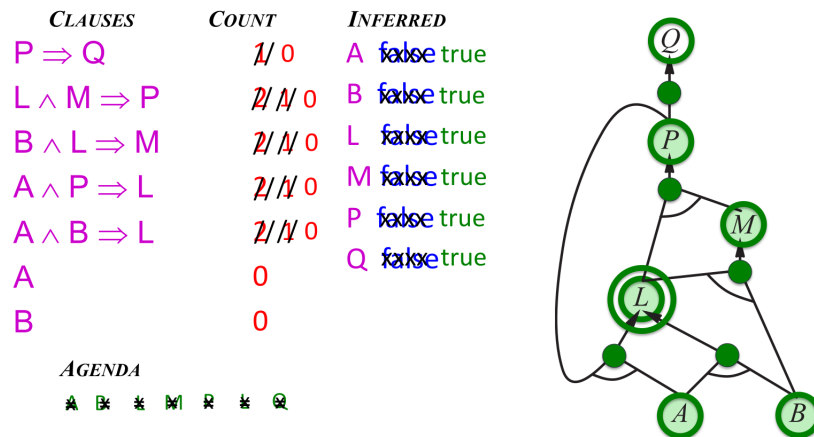 CLAUSES COUNT INFERRED
P ⇒ Q 1 0 A false true
L ∧ M ⇒ P 2 1 0 B false true
B ∧ L ⇒ M 2 1 0 L false true
A ∧ P ⇒ L 2 1 0 M false true
A ∧ B ⇒ L 2 1 0 P false true
A 0 Q false true
B 0
AGENDA
A B L M P L Q
Q
P
M
L
A B